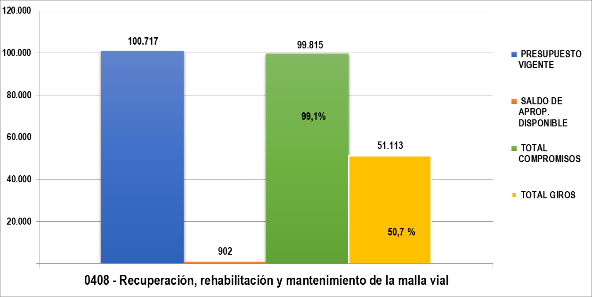 120.000
100.000
80.000
60.000
40.000
20.000
100.717
902
99.815
99,1%
51.113
50,7 %
0408 - Recuperación, rehabilitación y mantenimiento de la malla vial
PRESUPUESTO
VIGENTE
SALDO DE
APROP.
DISPONIBLE
TOTAL
COMPROMISOS
TOTAL GIROS